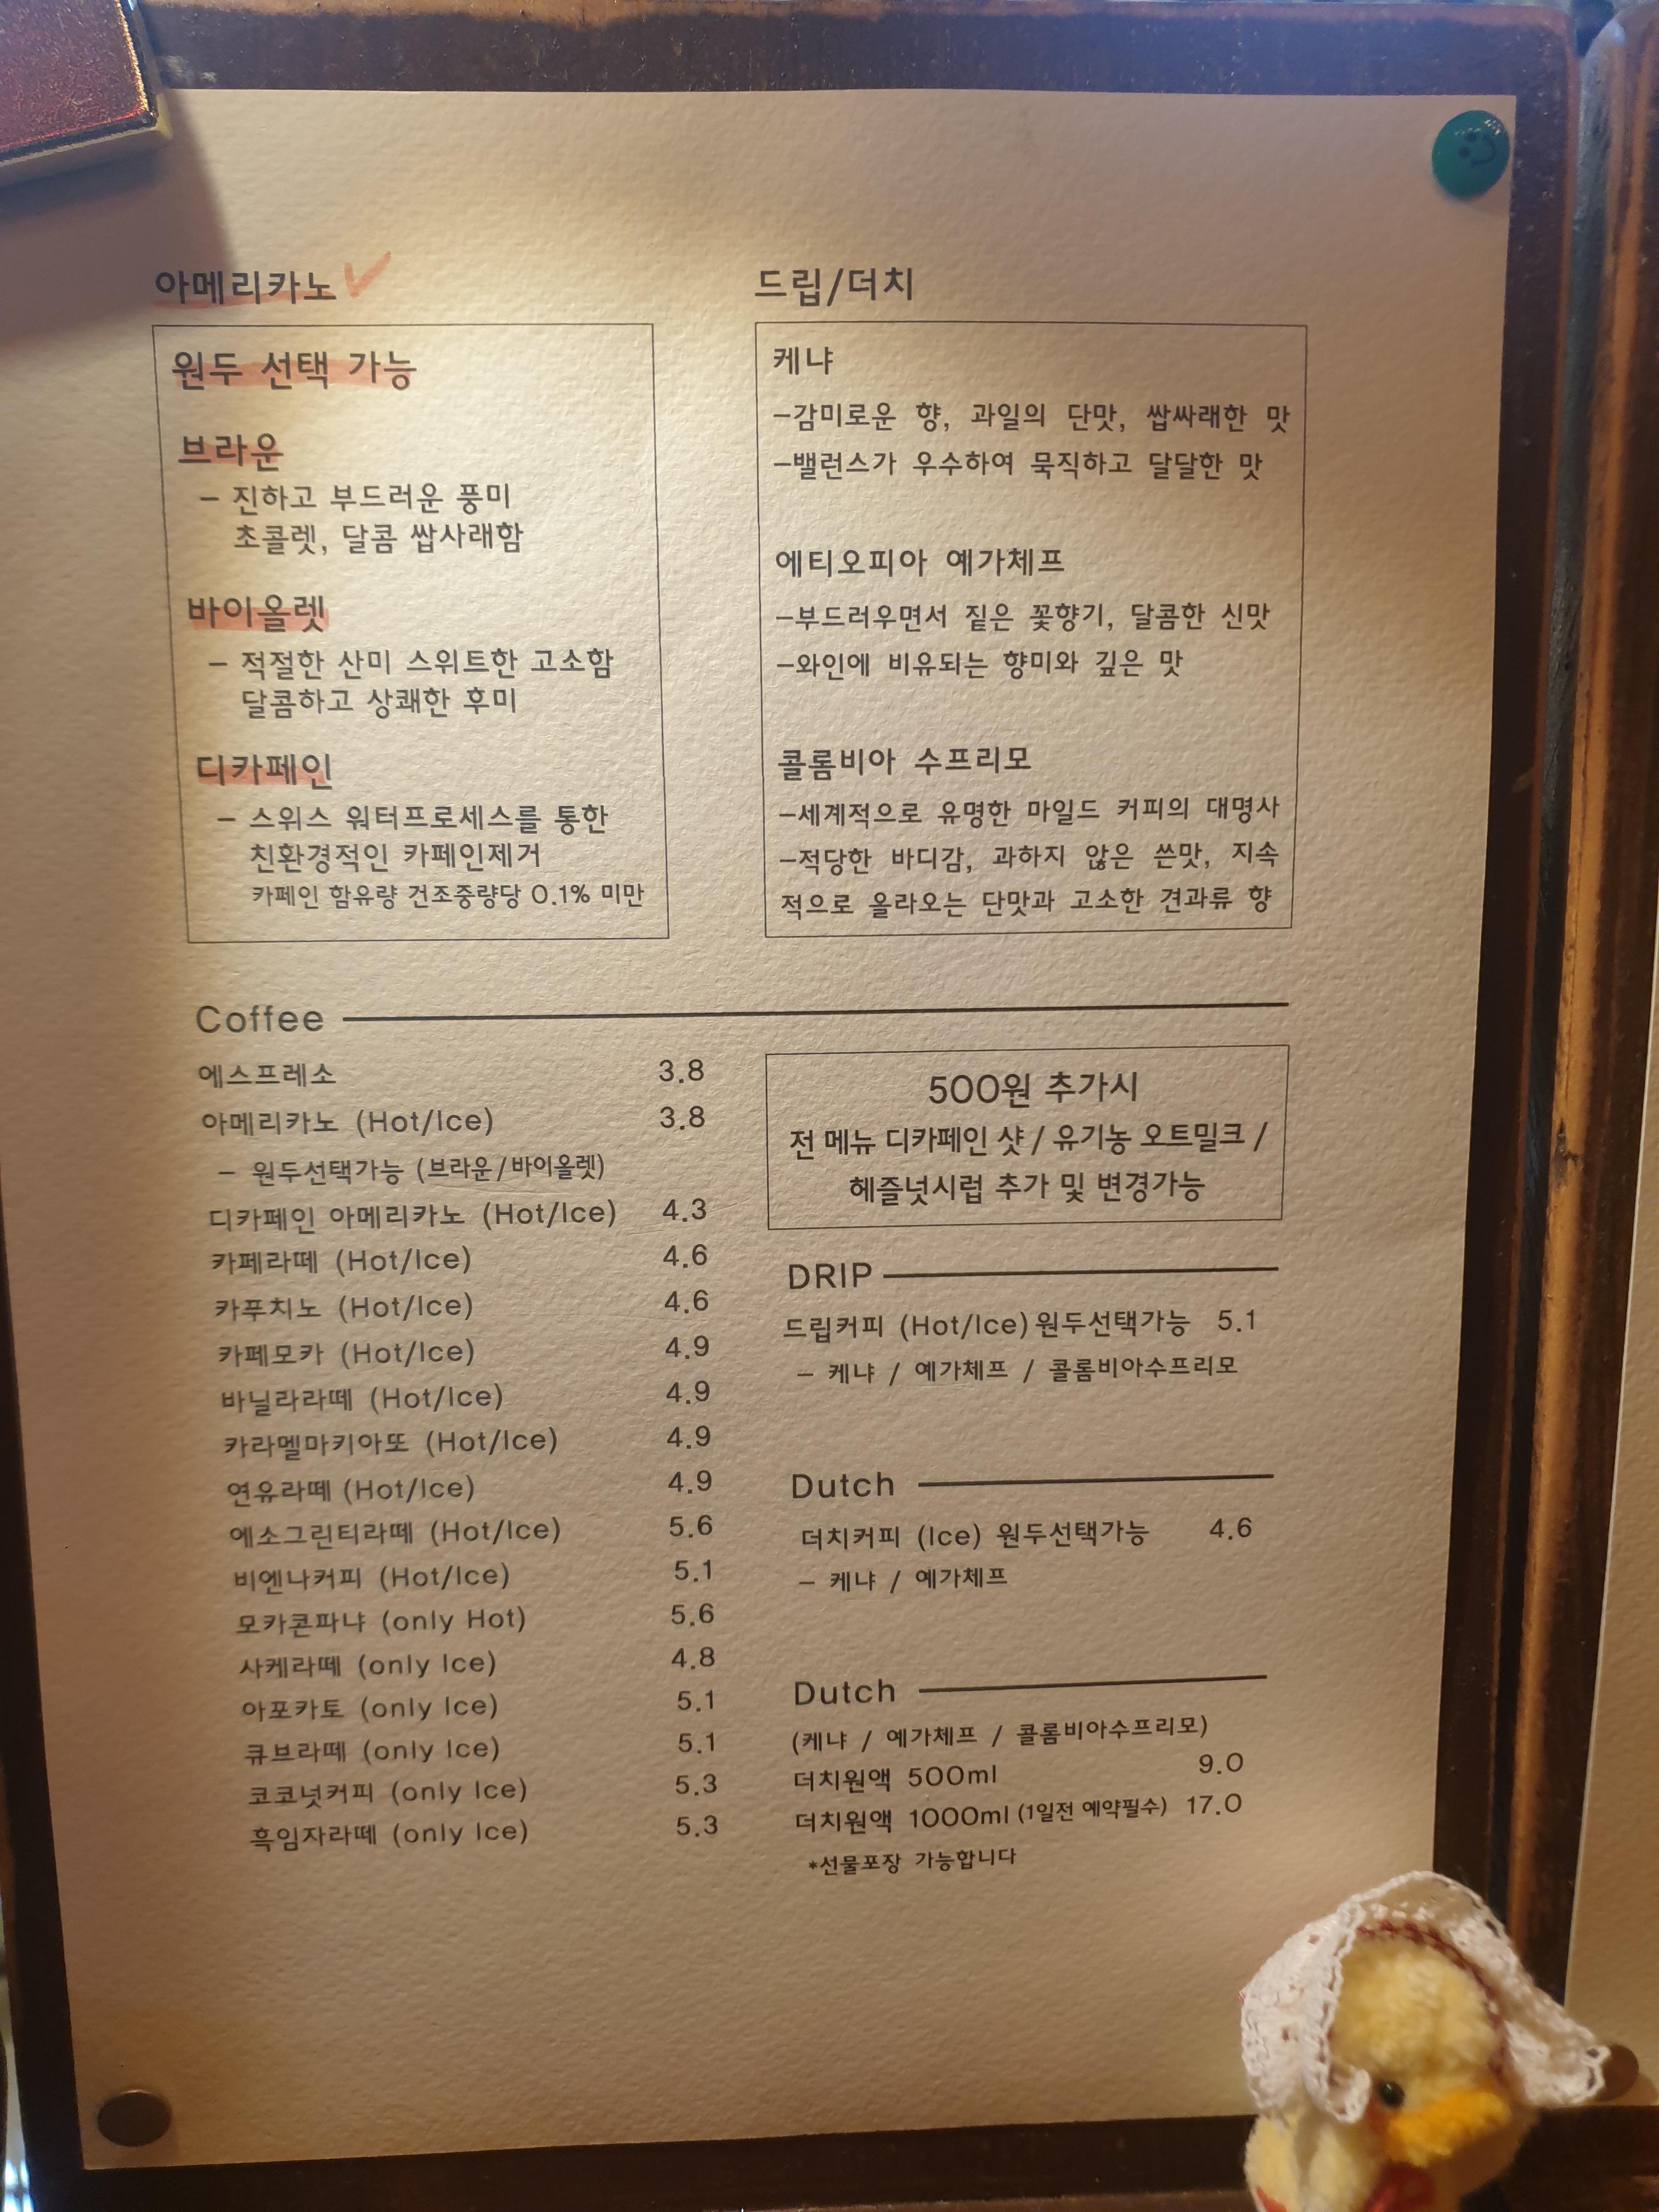 아메리카노
원두 선택 가능
브라운
- 진하고 부드러운 풍미
초콜렛, 달콤 쌉사래함
바이올렛
- 적절한 산미 스위트한 고소함
달콤하고 상쾌한 후미
디카페인
- 스위스 워터프로세스를 통한
친환경적인 카페인제거
카페인 함유량 건조중량당 0.1% 미만
드립/더치
케냐
-감미로운 향, 과일의 단맛, 쌉싸래한 맛
-밸런스가 우수하여 묵직하고 달달한 맛
에티오피아 예가체프
-부드러우면서 짙은 꽃향기, 달콤한 신맛
-와인에 비유되는 향미와 깊은 맛
콜롬비아 수프리모
-세계적으로 유명한 마일드 커피의 대명사
-적당한 바디감, 과하지 않은 쓴맛, 지속
적으로 올라오는 단맛과 고소한 견과류 향
Coffee
에스프레소 3.8
아메리카노 (Hot/Ice) 3.8
- 원두선택가능 (브라운/바이올렛)
디카페인 아메리카노 (Hot/Ice) 4.3
카페라떼 (Hot/Ice) 4.6
카푸치노 (Hot/Ice) 4.6
카페모카 (Hot/Ice) 4.9
바닐라라떼 (Hot/Ice) 4.9
카라멜마키아또 (Hot/Ice) 4.9
연유라떼 (Hot/Ice) 4.9
에소그린티라떼 (Hot/Ice) 5.6
비엔나커피 (Hot/Ice) 5.1
모카콘파냐 (only Hot) 5.6
사케라떼 (only Ice) 4.8
아포카토 (only Ice) 5.1
큐브라떼 (only Ice) 5.1
코코넛커피 (only Ice) 5.3
흑임자라떼 (only Ice) 5.3
500원 추가시
전 메뉴 디카페인 샷 / 유기농 오트밀크 /
헤즐넛시럽 추가 및 변경가능
DRIP
드립커피 (Hot/Ice) 원두선택가능 5.1
- 케냐 / 예가체프 / 콜롬비아수프리모
Dutch
더치커피 (Ice) 원두선택가능 4.6
- 케냐 / 예가체프
Dutch
(케냐 / 예가체프 / 콜롬비아수프리모)
더치원액 500ml 9.0
더치원액 1000ml (1일전 예약필수) 17.0
*선물포장 가능합니다